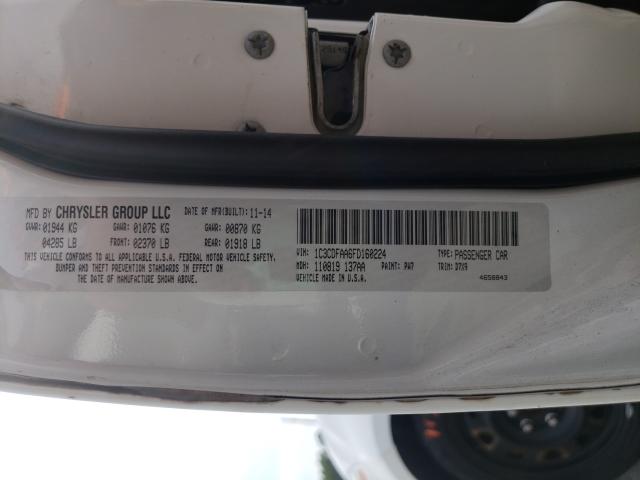 MFD BY CHRYSLER GROUP LLC DATE OF MFR(BUILT): 11-14
GVWR: 01944 KG GAWR: 01076 KG GAWR: 00870 KG
04285 LB FRONT: 02370 LB REAR: 01918 LB
THIS VEHICLE CONFORMS TO ALL APPLICABLE U.S.A. FEDERAL MOTOR VEHICLE SAFETY,
BUMPER AND THEFT PREVENTION STANDARDS IN EFFECT ON
THE DATE OF MANUFACTURE SHOWN ABOVE.
VIN: 1C3CDFAA6FD160224 TYPE: PASSENGER CAR
MDH: 110819 137AA PAINT: PW7 TRIM: D7X9
VEHICLE MADE IN U.S.A. 4658843